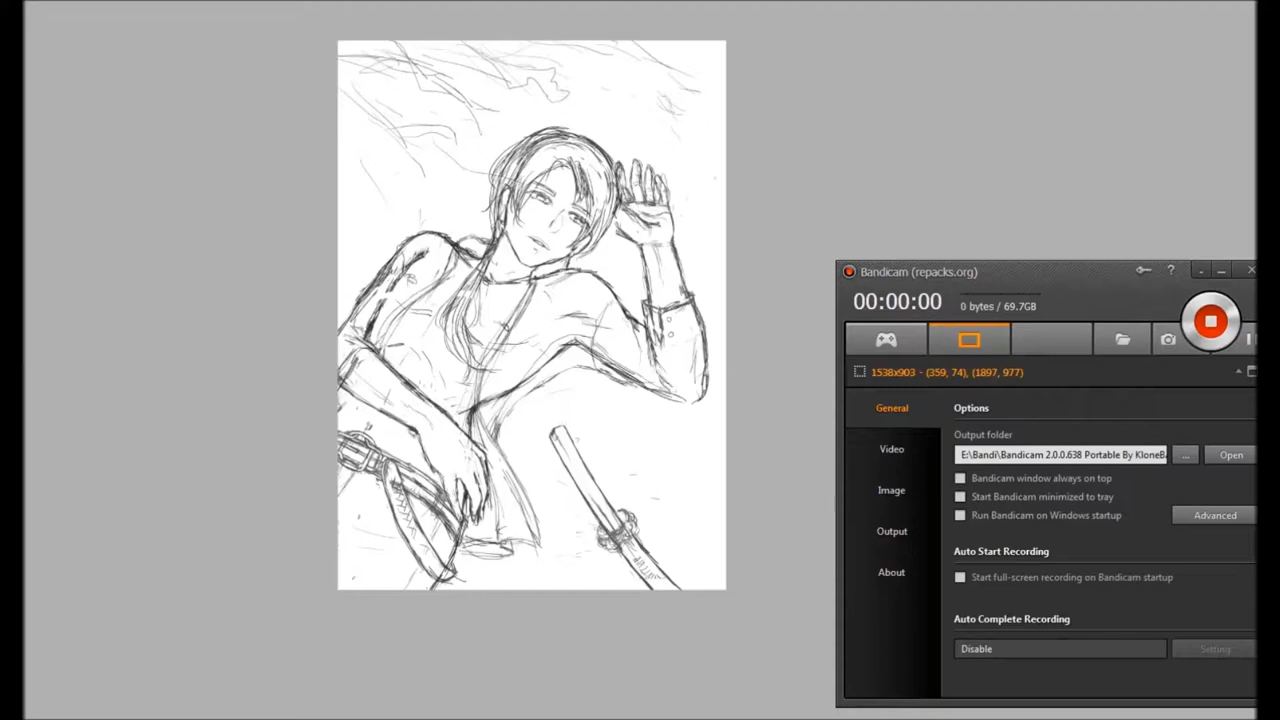 Bandicam (repacks.org)
?
00:00:00 0 bytes / 69.7GB
1538x903 - (359, 74), (1897, 977)
General
Options
Output folder
E:\Bandi\Bandicam 2.0.0.638 Portable By KloneB
... Open
Video
Bandicam window always on top
Image
Start Bandicam minimized to tray
Run Bandicam on Windows startup
Advanced
Output
Auto Start Recording
About
Start full-screen recording on Bandicam startup
Auto Complete Recording
Disable
Setting